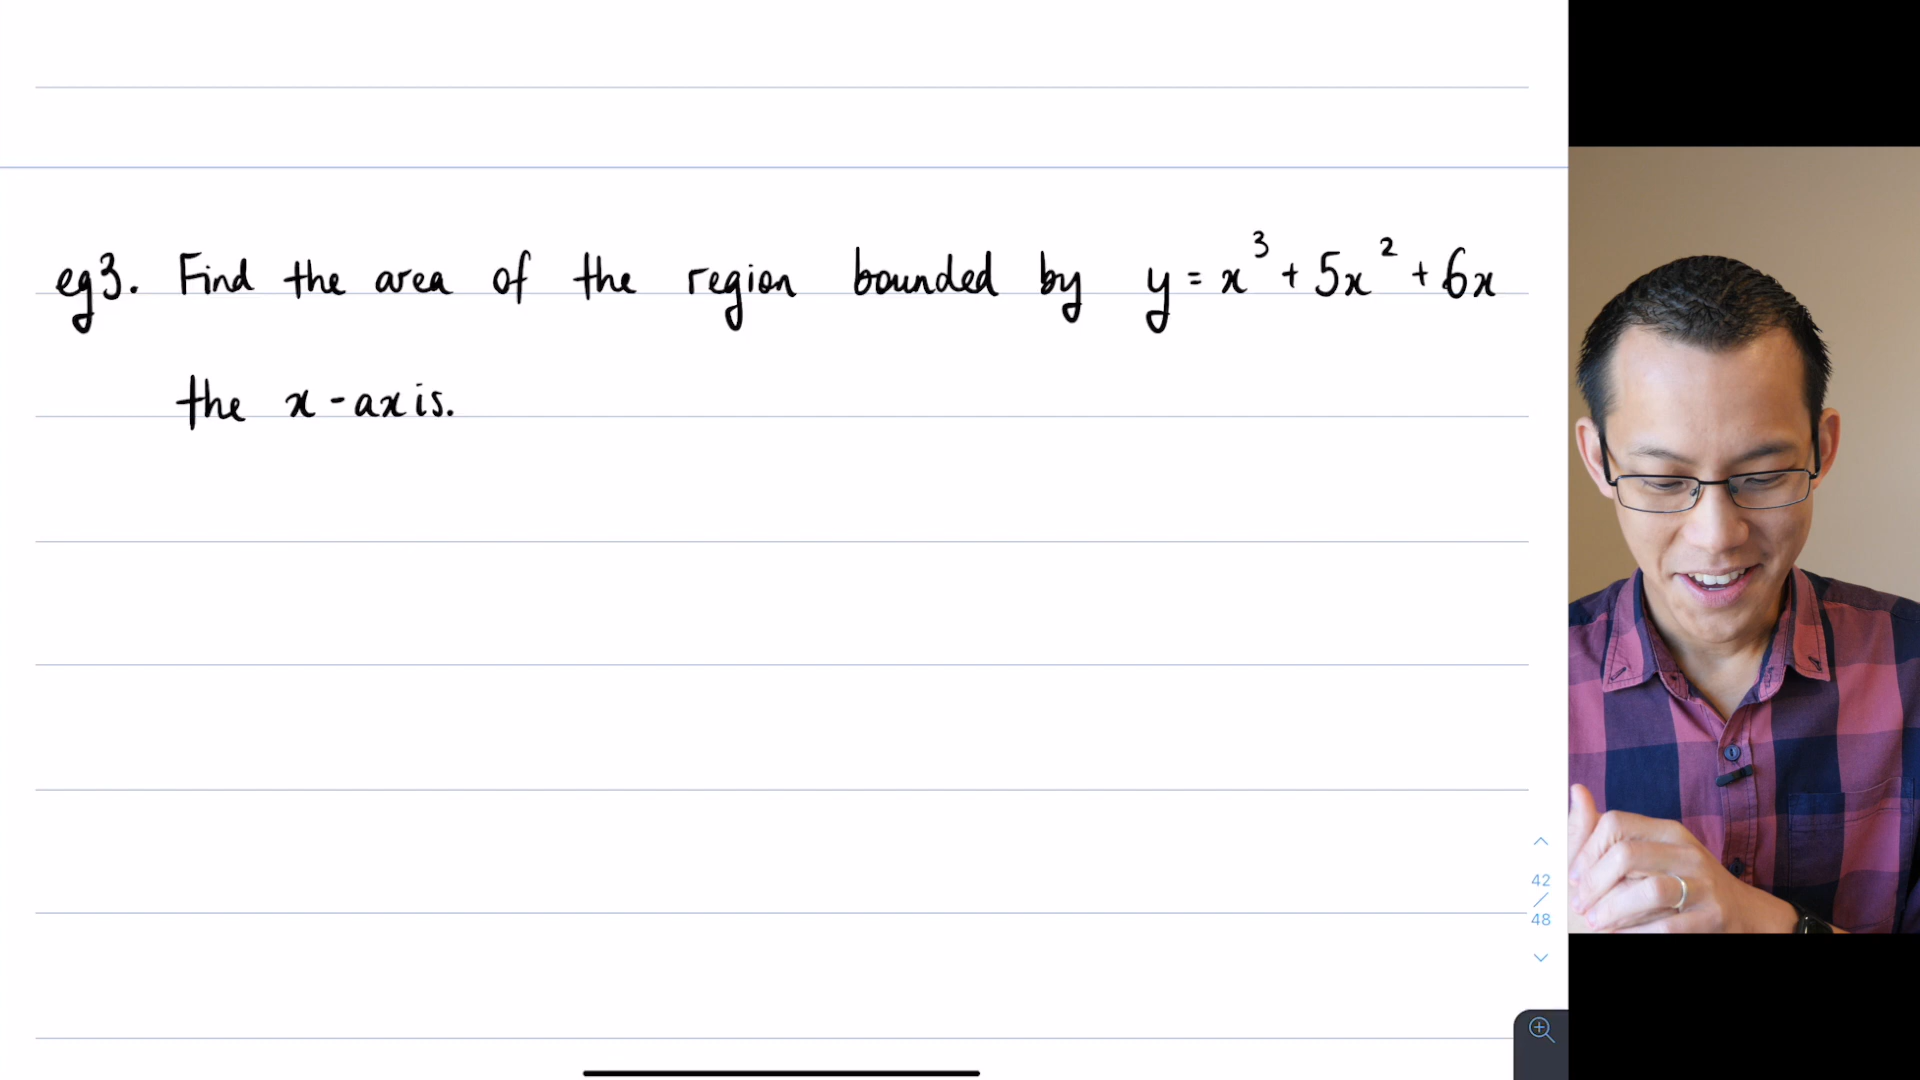 eg3. Find the area of the region bounded by y = x³ + 5x² + 6x
the x-axis.
42
/
48